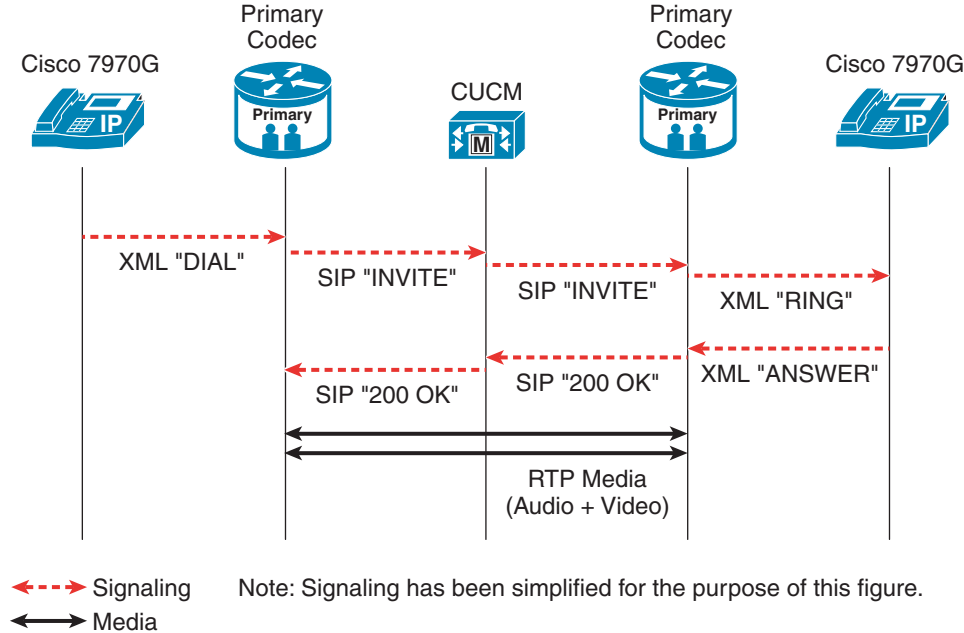 Primary
Codec
Primary
Codec
Cisco 7970G
CUCM
Cisco 7970G
IP
Primary
M
Primary
IP
XML "DIAL"
SIP "INVITE"
SIP "INVITE"
XML "RING"
XML "ANSWER"
SIP "200 OK"
SIP "200 OK"
RTP Media
(Audio + Video)
Signaling
Note: Signaling has been simplified for the purpose of this figure.
Media